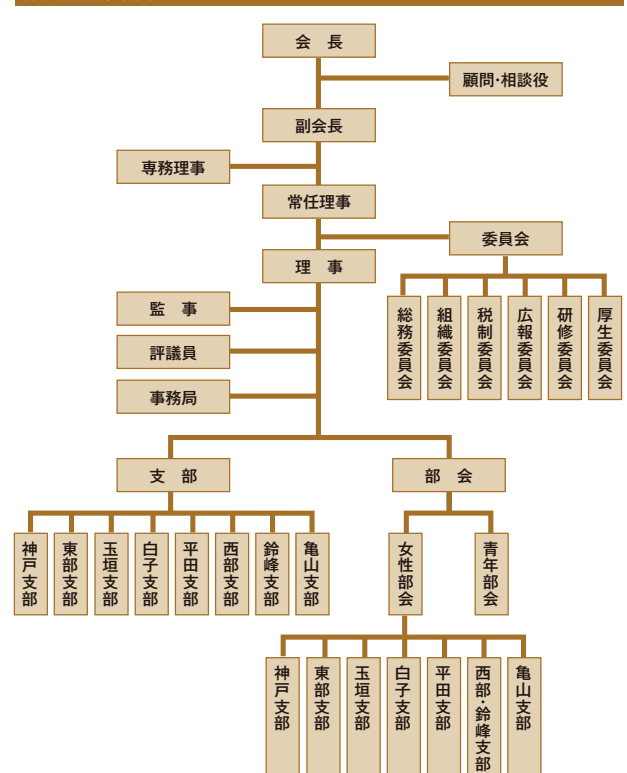 会　長
顧問・相談役
副会長
専務理事
常任理事
委員会
理　事
監　事
評議員
事務局
総務委員会
組織委員会
税制委員会
広報委員会
研修委員会
厚生委員会
支　部
部　会
神戸支部
東部支部
玉垣支部
白子支部
平田支部
西部支部
鈴峰支部
亀山支部
女性部会
青年部会
神戸支部
東部支部
玉垣支部
白子支部
平田支部
西部・鈴峰支部
亀山支部